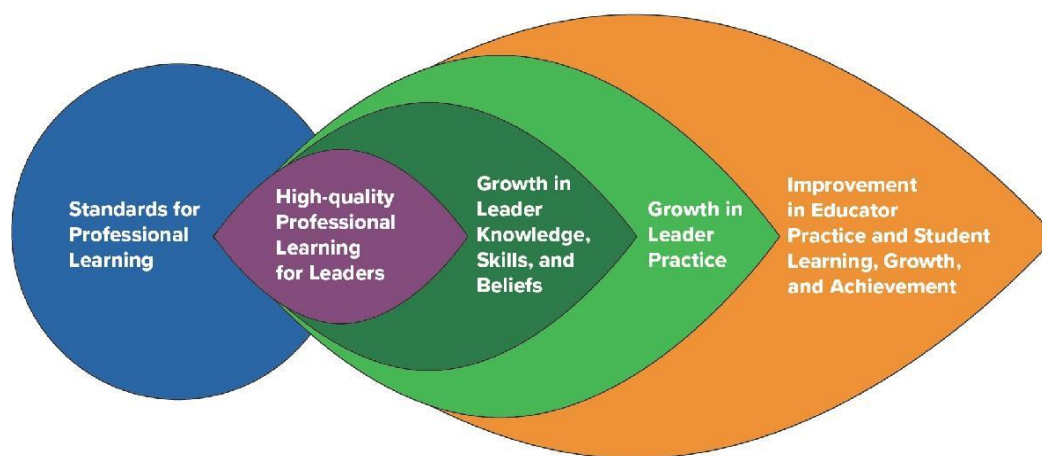 Standards for
Professional
Learning
High-quality
Professional
Learning
for Leaders
Growth in
Leader
Knowledge,
Skills, and
Beliefs
Growth in
Leader
Practice
Improvement
in Educator
Practice and Student
Learning, Growth,
and Achievement